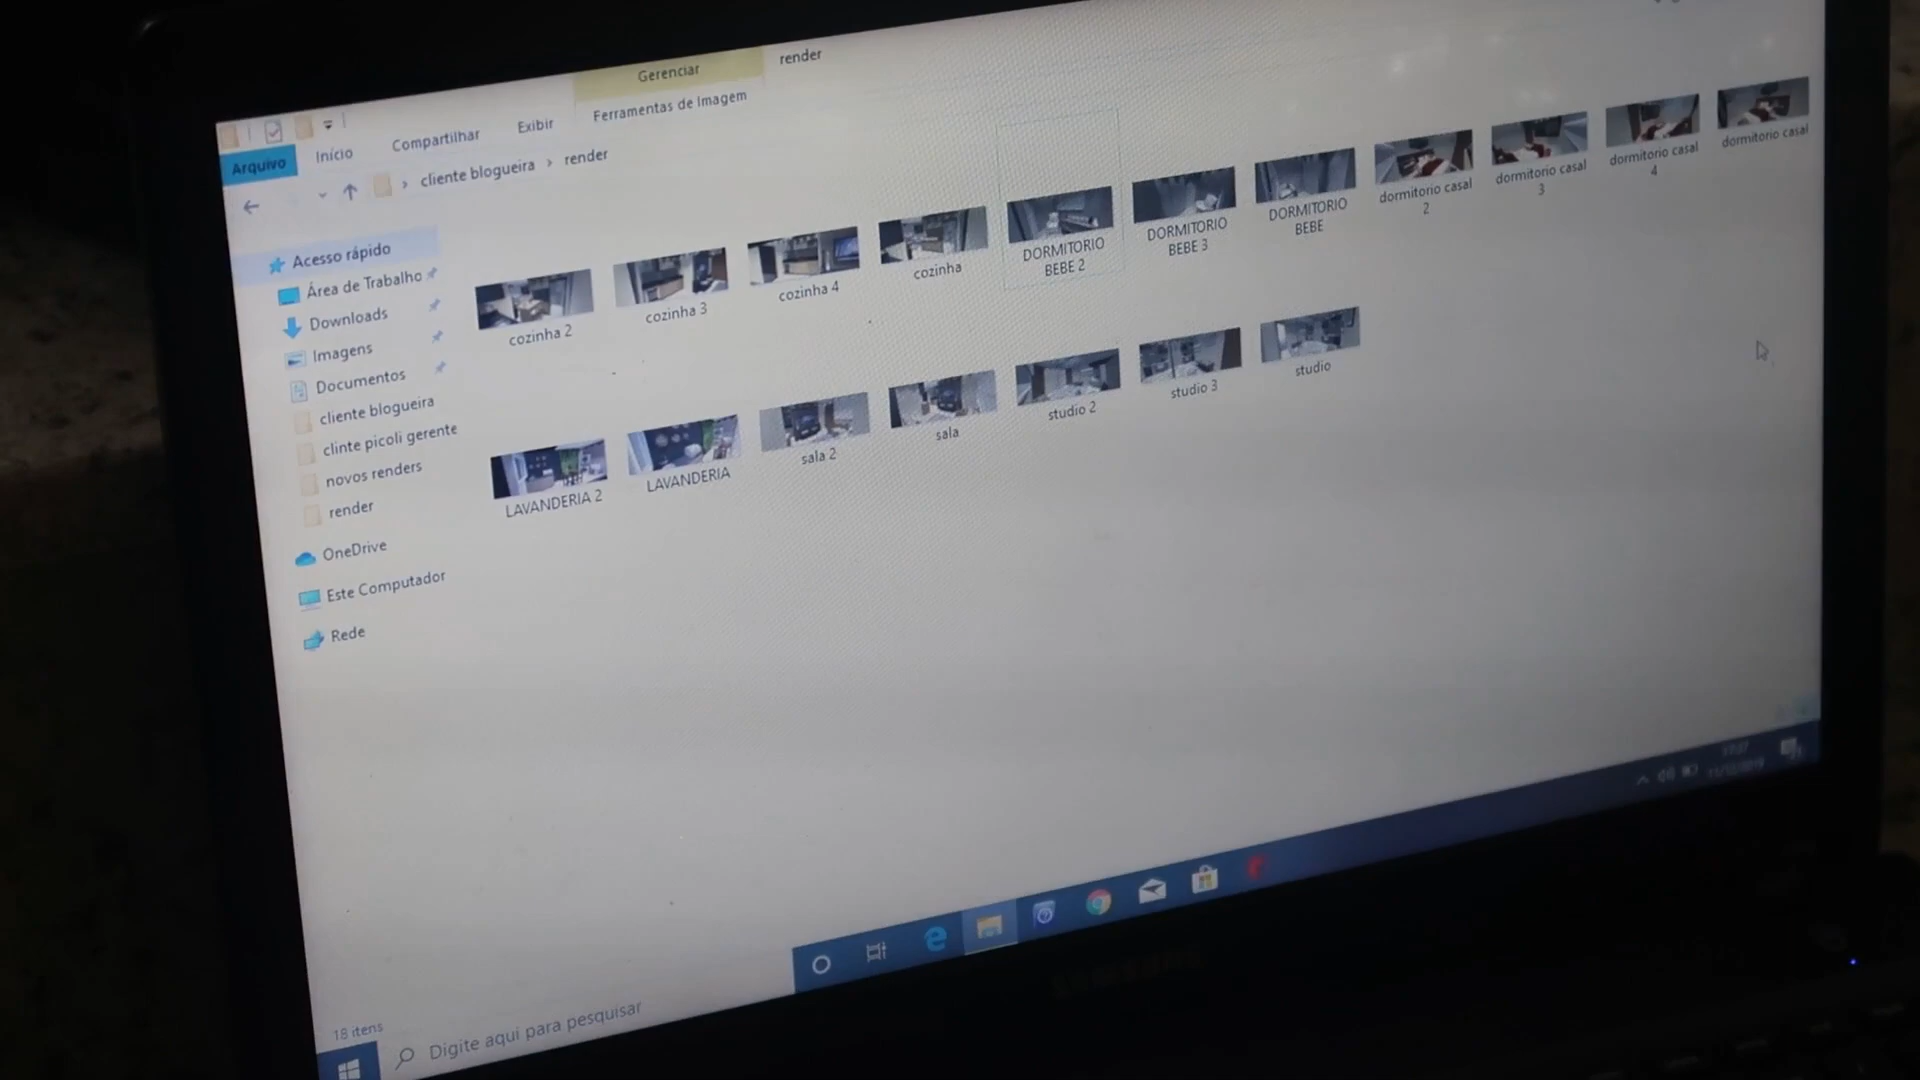 Gerenciar
render
Arquivo
Início
Compartilhar
Exibir
Ferramentas de Imagem
› cliente blogueira › render
Acesso rápido
Área de Trabalho
Downloads
Imagens
Documentos
cliente blogueira
clinte picoli gerente
novos renders
render
OneDrive
Este Computador
Rede
cozinha 2
cozinha 3
cozinha 4
cozinha
DORMITORIO
BEBE 2
DORMITORIO
BEBE 3
DORMITORIO
BEBE
dormitorio casal
2
dormitorio casal
3
dormitorio casal
4
dormitorio casal
LAVANDERIA 2
LAVANDERIA
sala 2
sala
studio 2
studio 3
studio
18 itens
Digite aqui para pesquisar